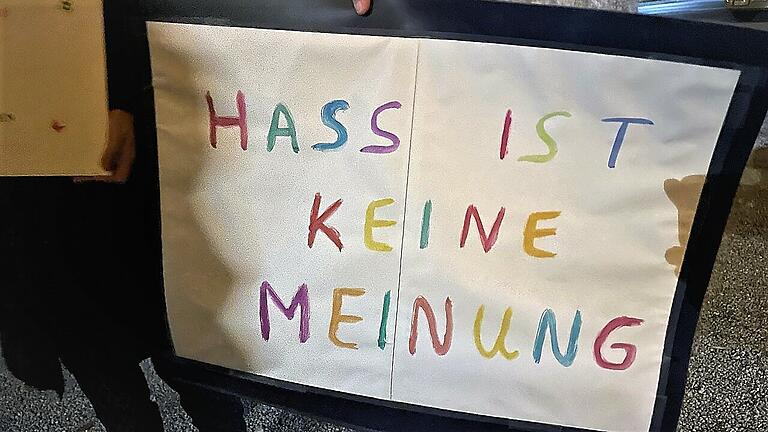 HASS IST
KEINE
MEINUNG